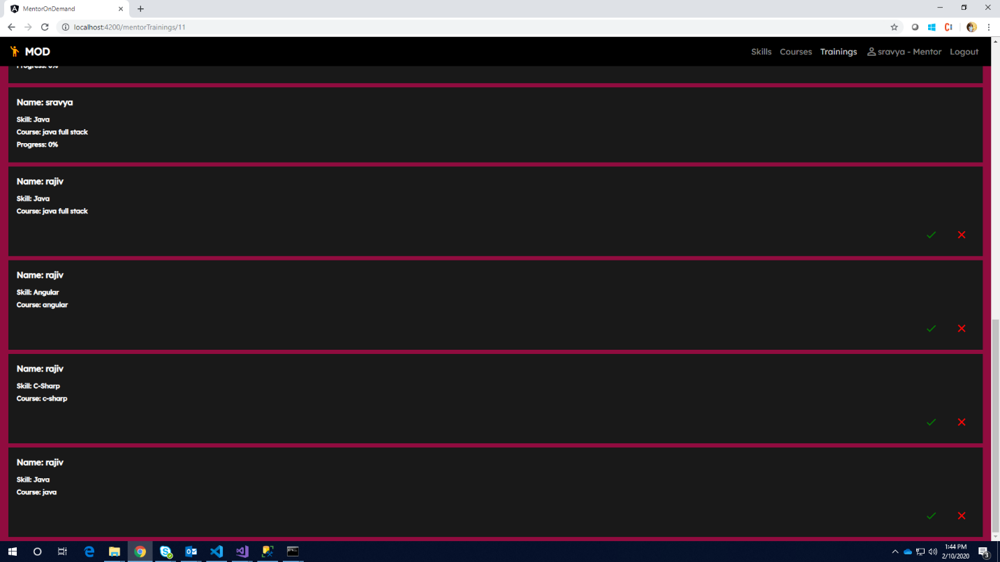 MentorOnDemand
localhost:4200/mentorTrainings/11
MOD
Skills Courses Trainings sravya - Mentor Logout
Progress: 0%
Name: sravya
Skill: Java
Course: java full stack
Progress: 0%
Name: rajiv
Skill: Java
Course: java full stack
Name: rajiv
Skill: Angular
Course: angular
Name: rajiv
Skill: C-Sharp
Course: c-sharp
Name: rajiv
Skill: Java
Course: java
1:44 PM
2/10/2020
3